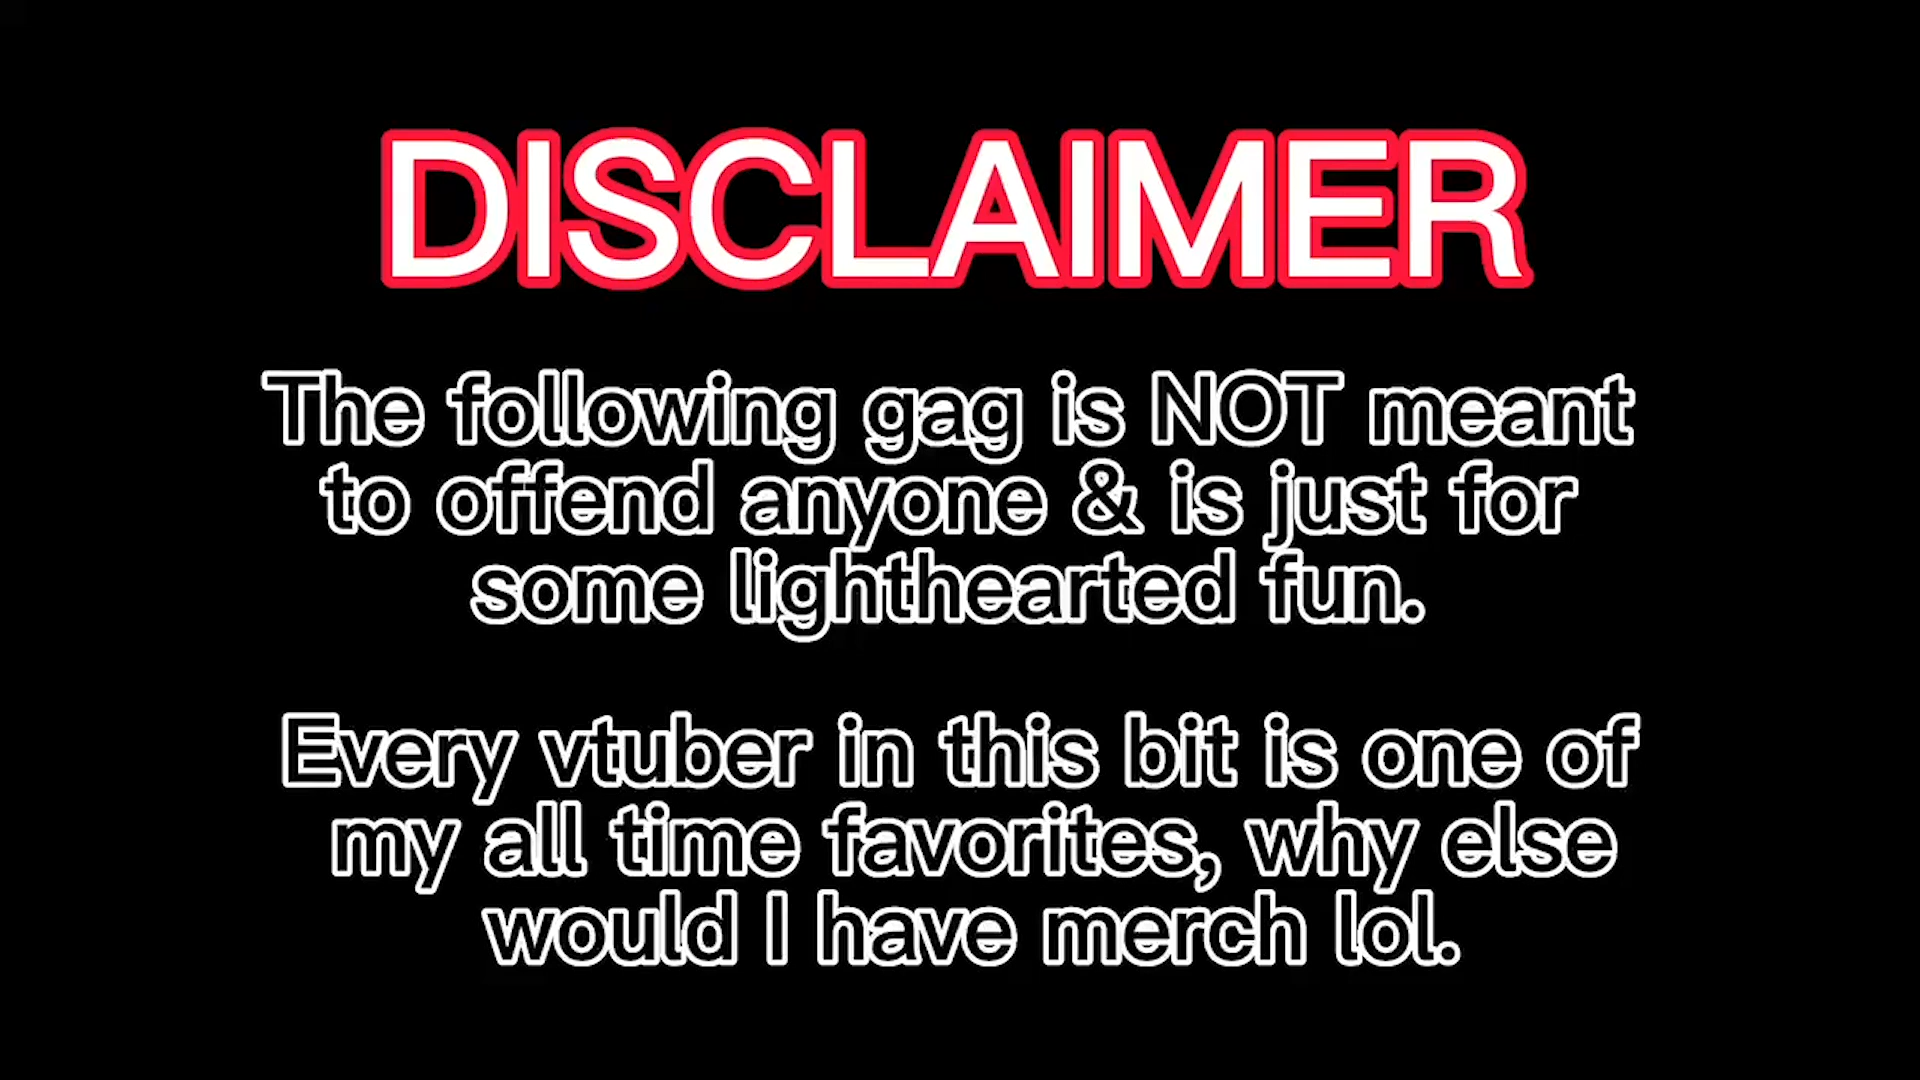 DISCLAIMER
The following gag is NOT meant
to offend anyone & is just for
some lighthearted fun.
Every vtuber in this bit is one of
my all time favorites, why else
would I have merch lol.